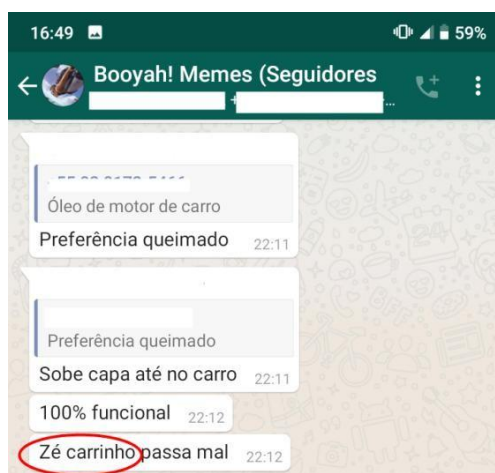 16:49 59%
Booyah! Memes (Seguidores
...
Óleo de motor de carro
Preferência queimado 22:11
Preferência queimado
Sobe capa até no carro 22:11
100% funcional 22:12
Zé carrinho passa mal 22:12